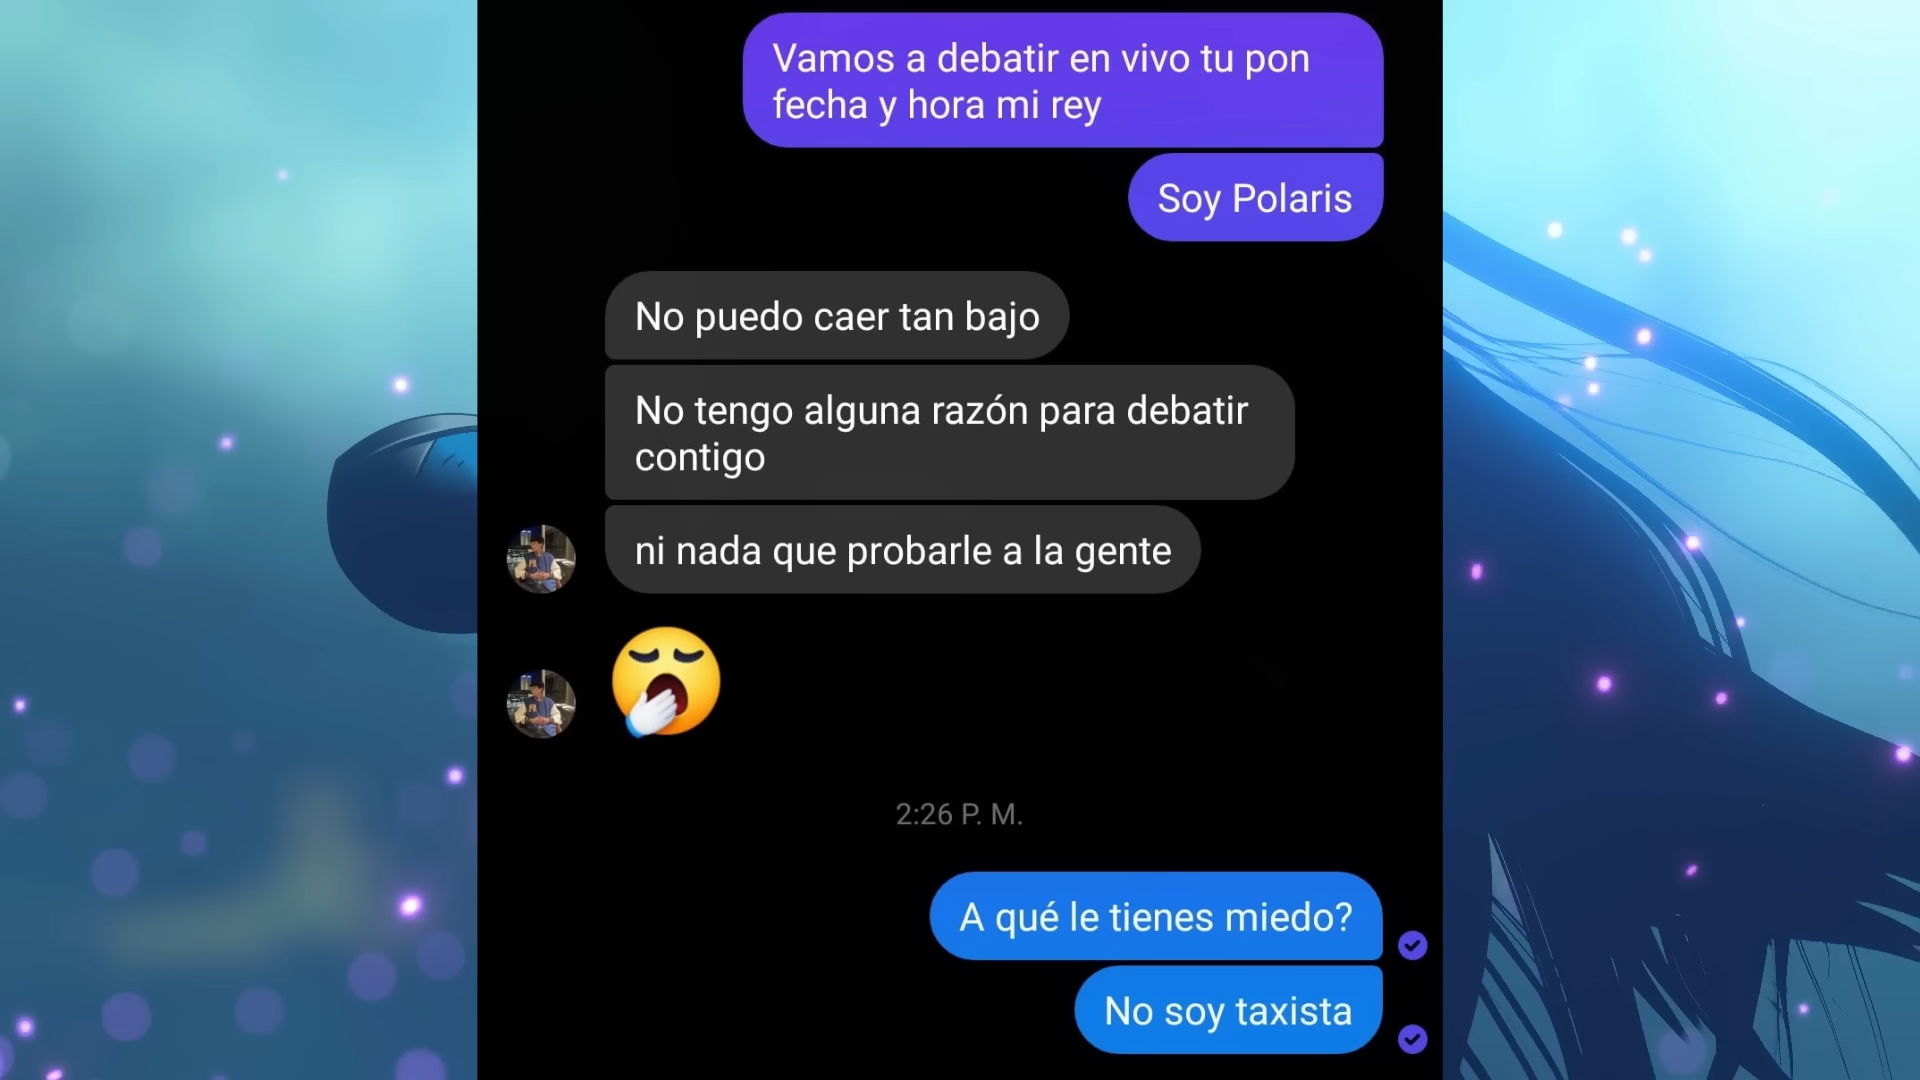 Vamos a debatir en vivo tu pon
fecha y hora mi rey
Soy Polaris
No puedo caer tan bajo
No tengo alguna razón para debatir
contigo
ni nada que probarle a la gente
2:26 P. M.
A qué le tienes miedo?
No soy taxista